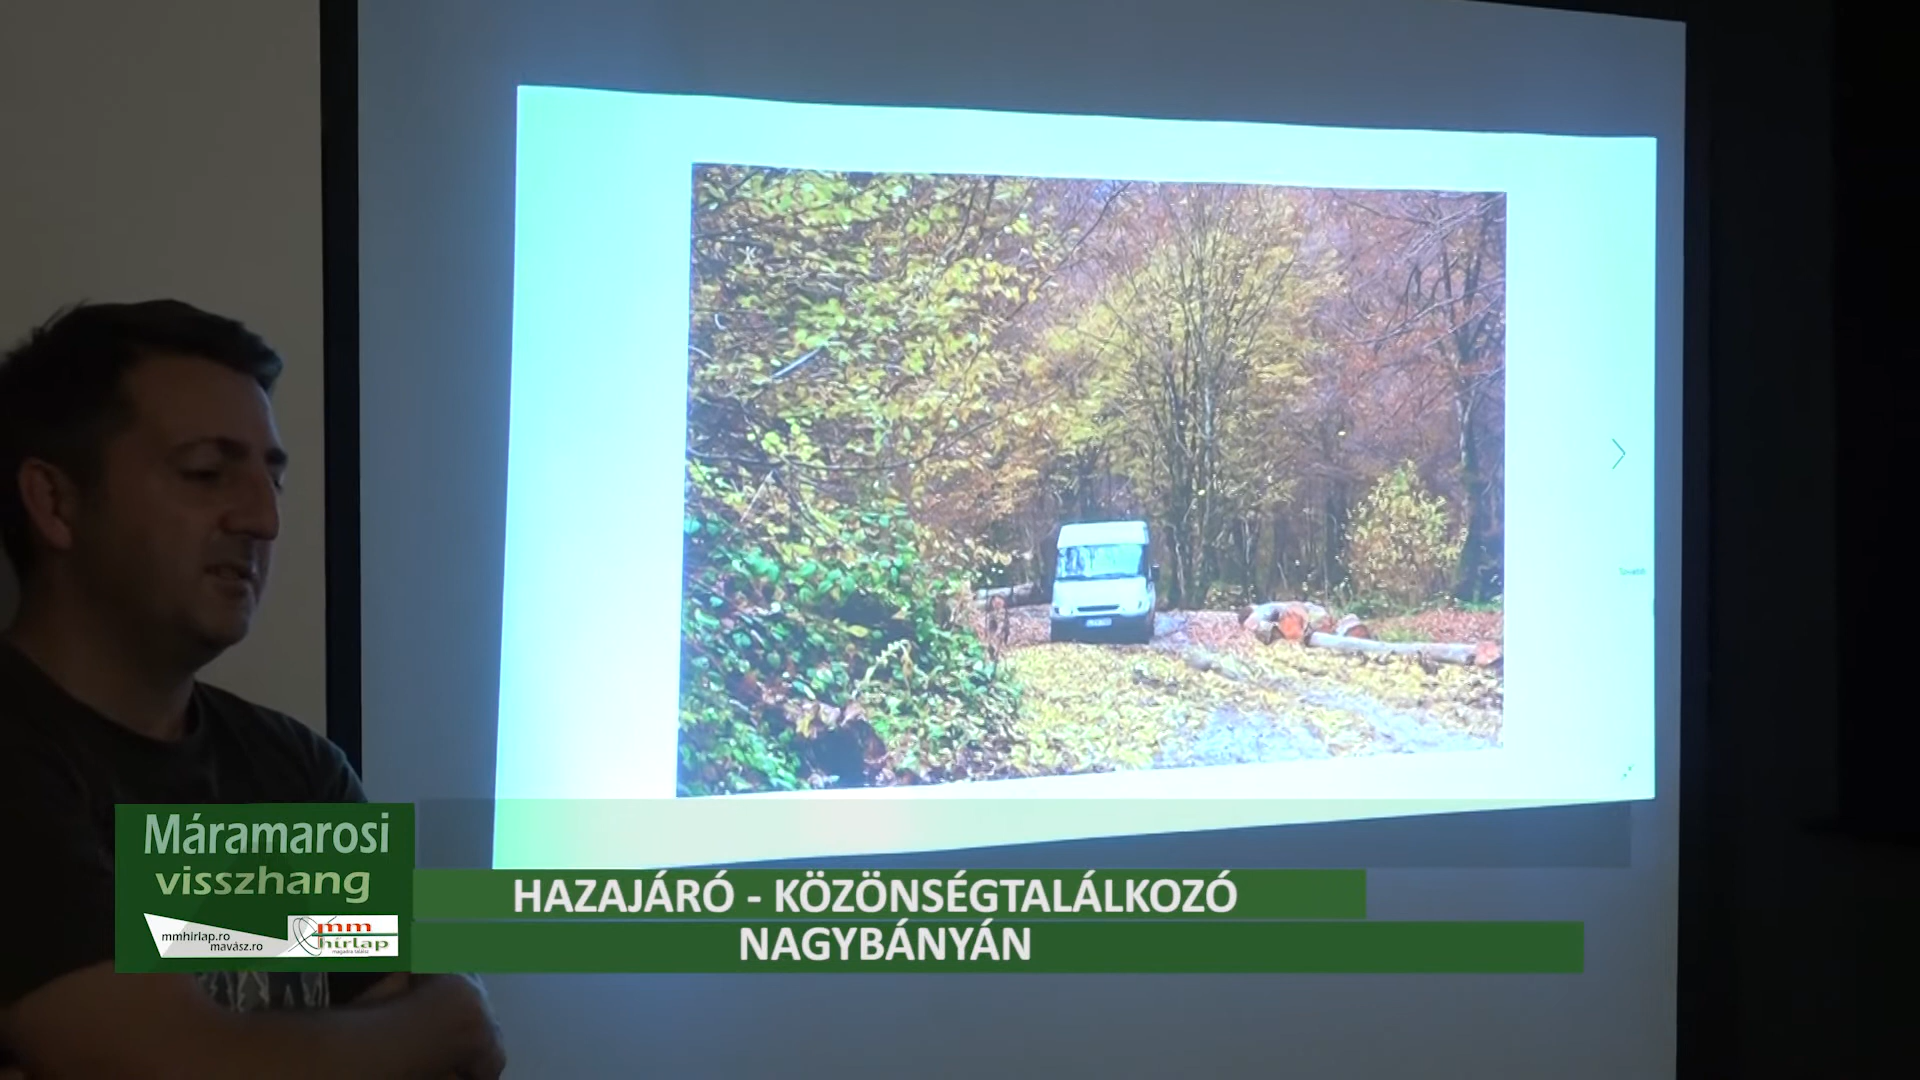 Máramarosi
visszhang
mmhirlap.ro
mavász.ro
mm
hírlap
HAZAJÁRÓ - KÖZÖNSÉGTALÁLKOZÓ
NAGYBÁNYÁN